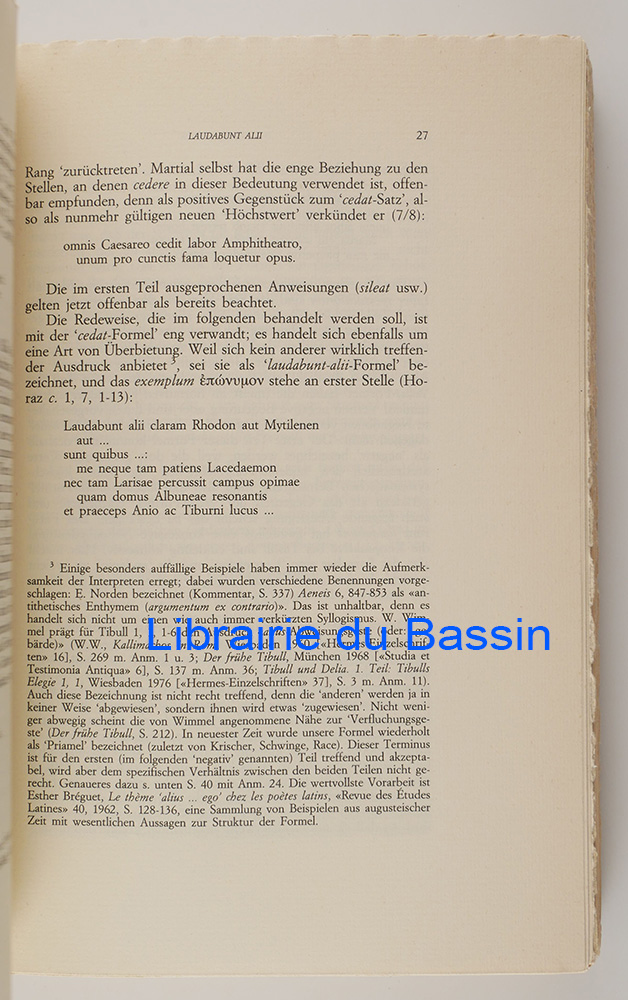 LAUDABUNT ALII 27
Rang ‘zurücktreten’. Martial selbst hat die enge Beziehung zu den
Stellen, an denen cedere in dieser Bedeutung verwendet ist, offen-
bar empfunden, denn als positives Gegenstück zum ‘cedat-Satz’, al-
so als nunmehr gültigen neuen ‘Höchstwert’ verkündet er (7/8):
omnis Caesareo cedit labor Amphitheatro,
unum pro cunctis fama loquetur opus.
Die im ersten Teil ausgesprochenen Anweisungen (sileat usw.)
gelten jetzt offenbar als bereits beachtet.
Die Redeweise, die im folgenden behandelt werden soll, ist
mit der ‘cedat-Formel’ eng verwandt; es handelt sich ebenfalls um
eine Art von Überbietung. Weil sich kein anderer wirklich treffen-
der Ausdruck anbietet³, sei sie als ‘laudabunt-alii-Formel’ be-
zeichnet, und das exemplum ἐπώνυμον stehe an erster Stelle (Ho-
raz c. 1, 7, 1-13):
Laudabunt alii claram Rhodon aut Mytilenen
aut ...
sunt quibus ...:
me neque tam patiens Lacedaemon
nec tam Larisae percussit campus opimae
quam domus Albuneae resonantis
et praeceps Anio ac Tiburni lucus ...
³ Einige besonders auffällige Beispiele haben immer wieder die Aufmerk-
samkeit der Interpreten erregt; dabei wurden verschiedene Benennungen vorge-
schlagen: E. Norden bezeichnet (Kommentar, S. 337) Aeneis 6, 847-853 als «an-
tithetisches Enthymem (argumentum ex contrario)». Das ist unhaltbar, denn es
handelt sich nicht um einen wie auch immer verkürzten Syllogismus. W. Wim-
mel prägt für Tibull 1, 1, 1-6 den Ausdruck Anweisungsgeste (oder:
bärde)» (W.W., Kallimachos «Hermes-Einzelschrif-
ten» 16], S. 269 m. Anm. 1 u. 3; Der frühe Tibull, München 1968 [«Studia et
Testimonia Antiqua» 6], S. 137 m. Anm. 36; Tibull und Delia. 1. Teil: Tibulls
Elegie 1, 1, Wiesbaden 1976 [«Hermes-Einzelschriften» 37], S. 3 m. Anm. 11).
Auch diese Bezeichnung ist nicht recht treffend, denn die ‘anderen’ werden ja in
keiner Weise ‘abgewiesen’, sondern ihnen wird etwas ‘zugewiesen’. Nicht weni-
ger abwegig scheint die von Wimmel angenommene Nähe zur ‘Verfluchungsge-
ste’ (Der frühe Tibull, S. 212). In neuester Zeit wurde unsere Formel wiederholt
als ‘Priamel’ bezeichnet (zuletzt von Krischer, Schwinge, Race). Dieser Terminus
ist für den ersten (im folgenden ‘negativ’ genannten) Teil treffend und akzepta-
bel, wird aber dem spezifischen Verhältnis zwischen den beiden Teilen nicht ge-
recht. Genaueres dazu s. unten S. 40 mit Anm. 24. Die wertvollste Vorarbeit ist
Esther Bréguet, Le thème ‘alius ... ego’ chez les poètes latins, «Revue des Études
Latines» 40, 1962, S. 128-136, eine Sammlung von Beispielen aus augusteischer
Zeit mit wesentlichen Aussagen zur Struktur der Formel.
Librairie du Bassin